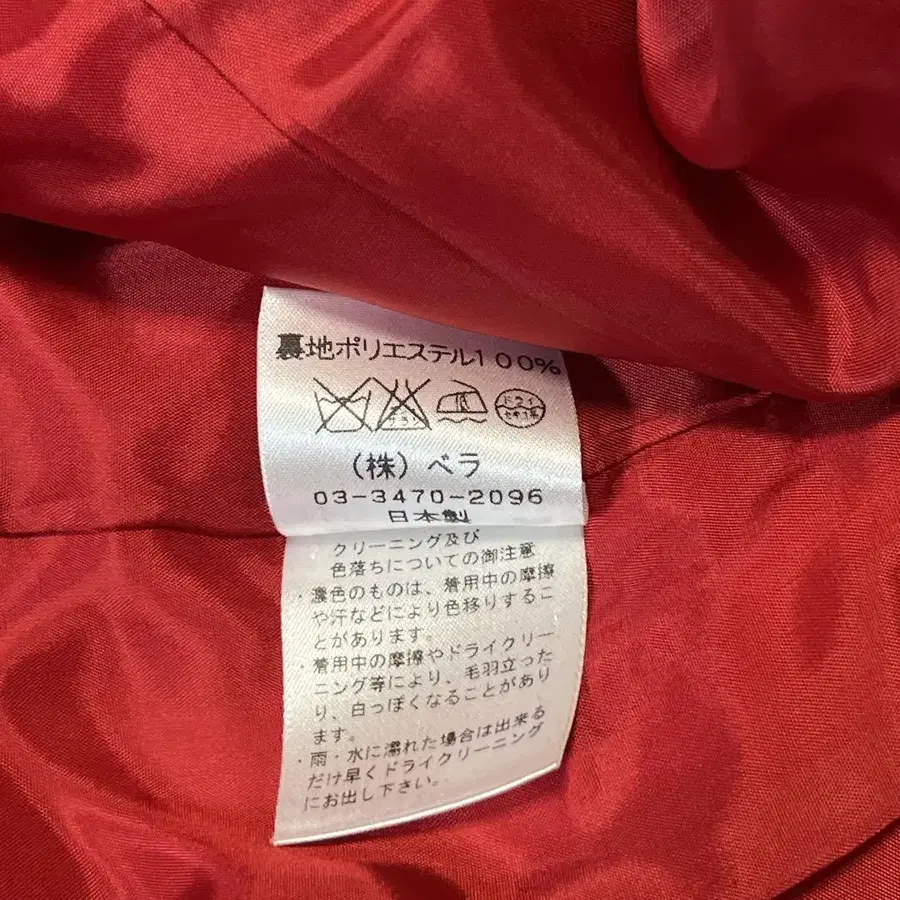 裏地ポリエステル100%
ドライ
セキユ系
(株)ベラ
03-3470-2096
日本製
クリーニング及び
色落ちについての御注意
・濃色のものは、着用中の摩擦
や汗などにより色移りするこ
とがあります。
・着用中の摩擦やドライクリー
ニング等により、毛羽立った
り、白っぽくなることがあり
ます。
・雨・水に濡れた場合は出来る
だけ早くドライクリーニング
にお出し下さい。